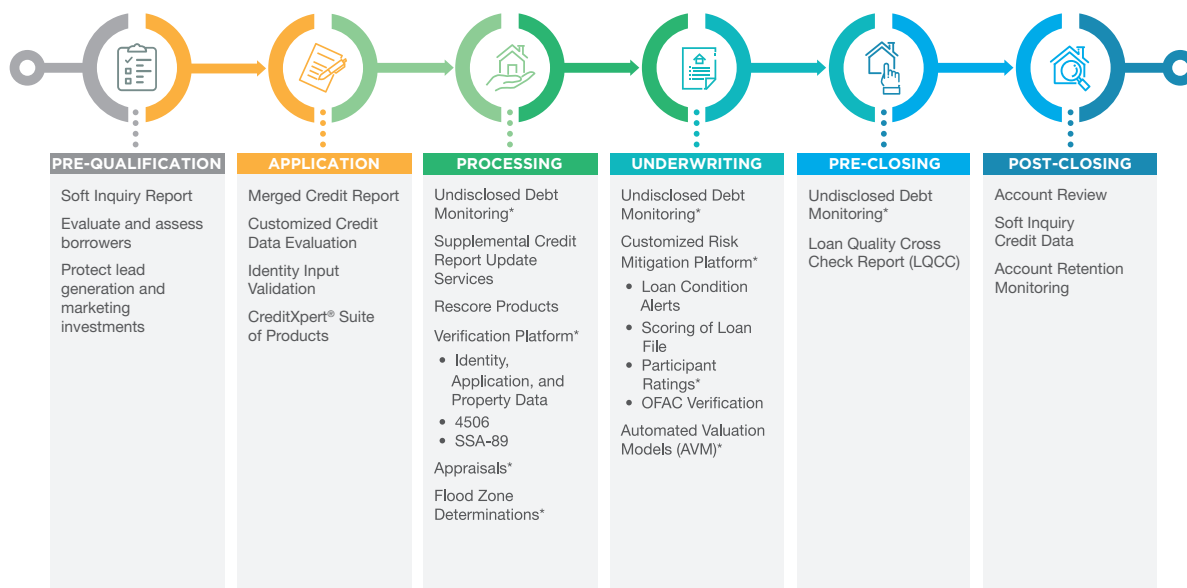 PRE-QUALIFICATION
Soft Inquiry Report
Evaluate and assess
borrowers
Protect lead
generation and
marketing
investments
APPLICATION
Merged Credit Report
Customized Credit
Data Evaluation
Identity Input
Validation
CreditXpert® Suite
of Products
PROCESSING
Undisclosed Debt
Monitoring*
Supplemental Credit
Report Update
Services
Rescore Products
Verification Platform*
• Identity,
Application, and
Property Data
• 4506
• SSA-89
Appraisals*
Flood Zone
Determinations*
UNDERWRITING
Undisclosed Debt
Monitoring*
Customized Risk
Mitigation Platform*
• Loan Condition
Alerts
• Scoring of Loan
File
• Participant
Ratings*
• OFAC Verification
Automated Valuation
Models (AVM)*
PRE-CLOSING
Undisclosed Debt
Monitoring*
Loan Quality Cross
Check Report (LQCC)
POST-CLOSING
Account Review
Soft Inquiry
Credit Data
Account Retention
Monitoring